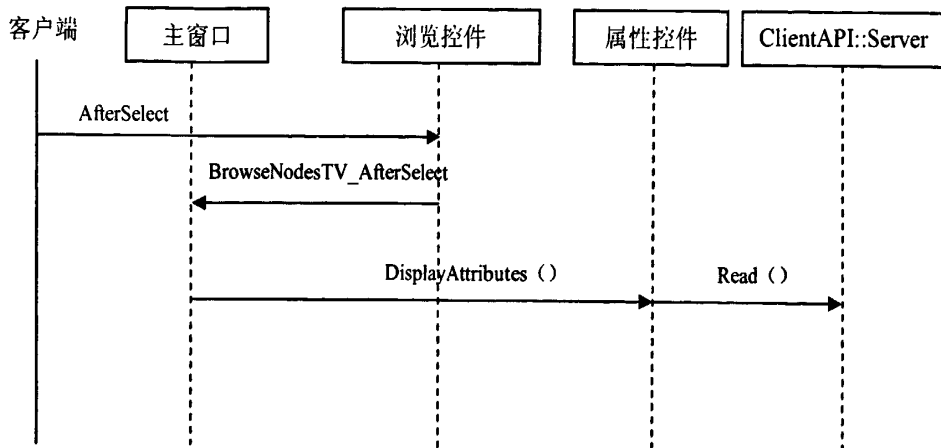 客户端
主窗口
浏览控件
属性控件
ClientAPI::Server
AfterSelect
BrowseNodesTV_AfterSelect
DisplayAttributes（）
Read（）